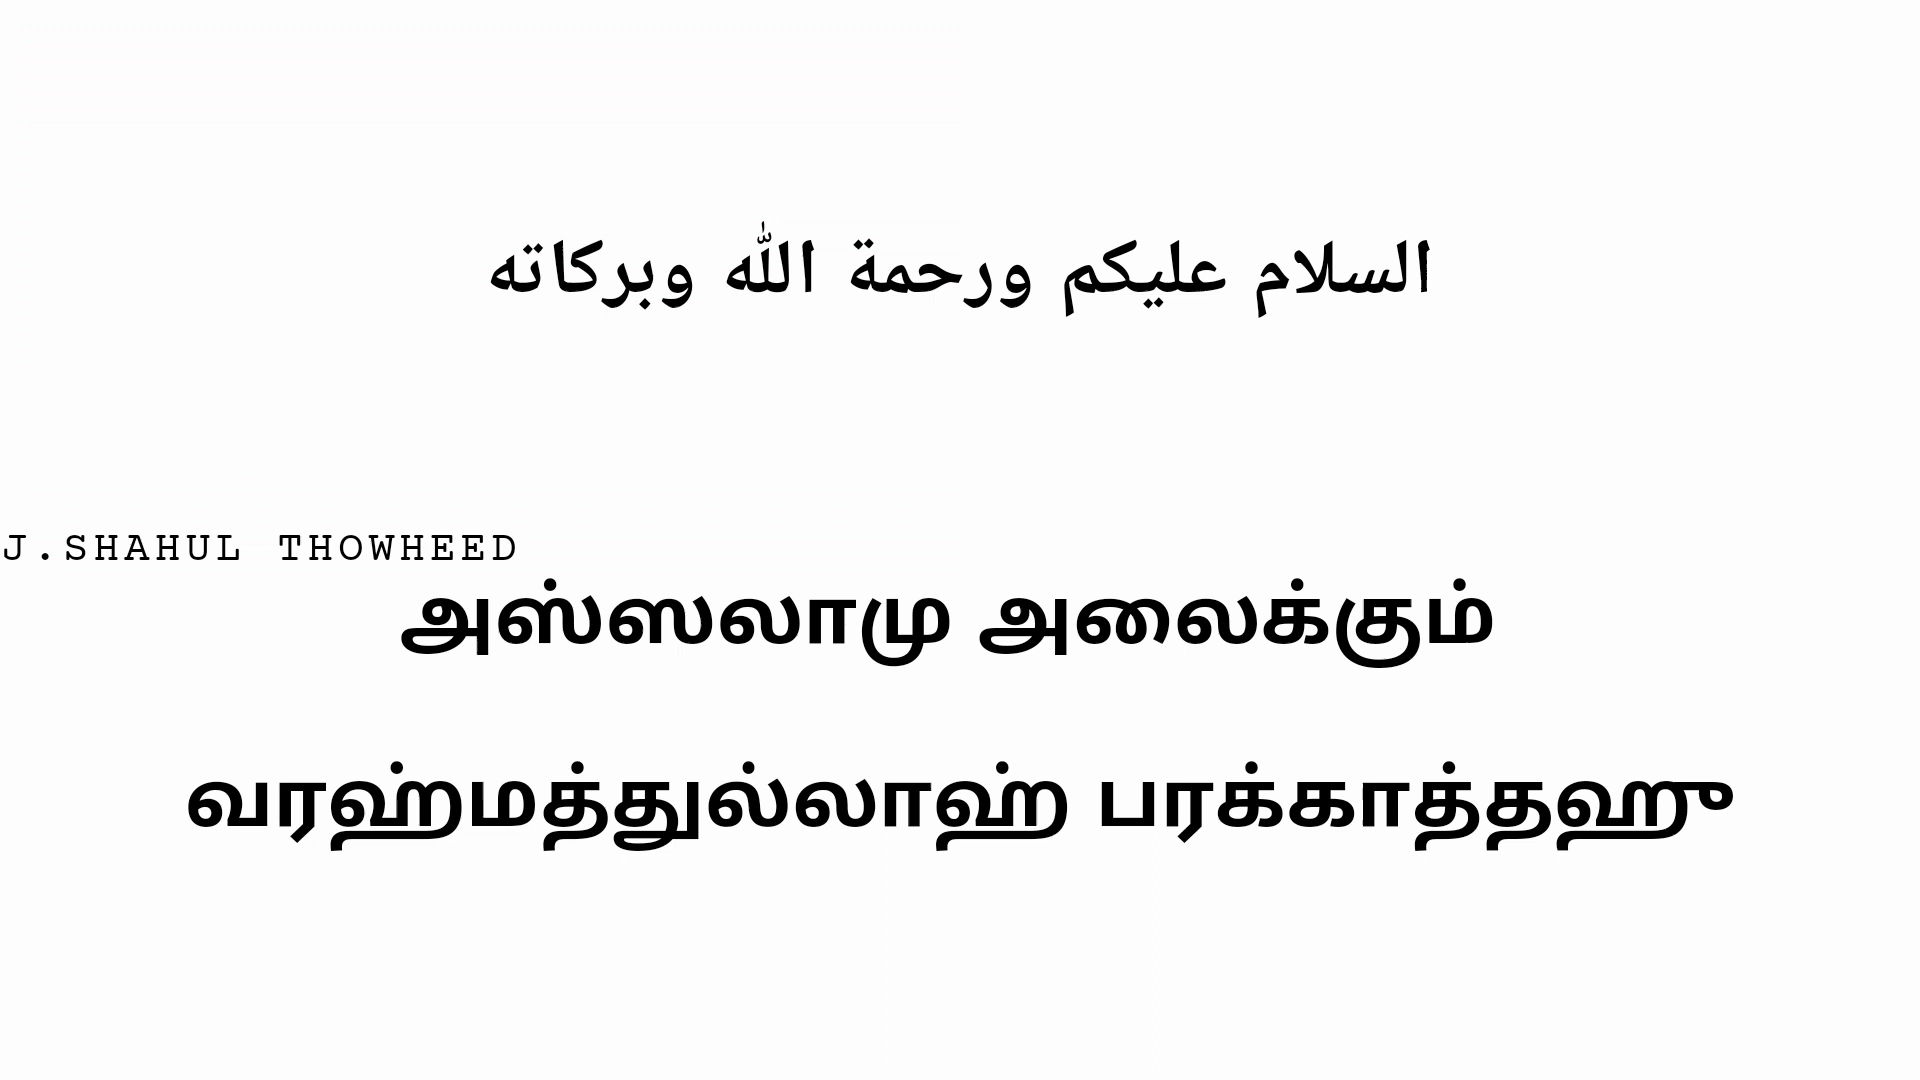 السلام عليكم ورحمة الله وبركاته
J.SHAHUL THOWHEED
அஸ்ஸலாமு அலைக்கும்
வரஹ்மத்துல்லாஹ் பரக்காத்தஹு